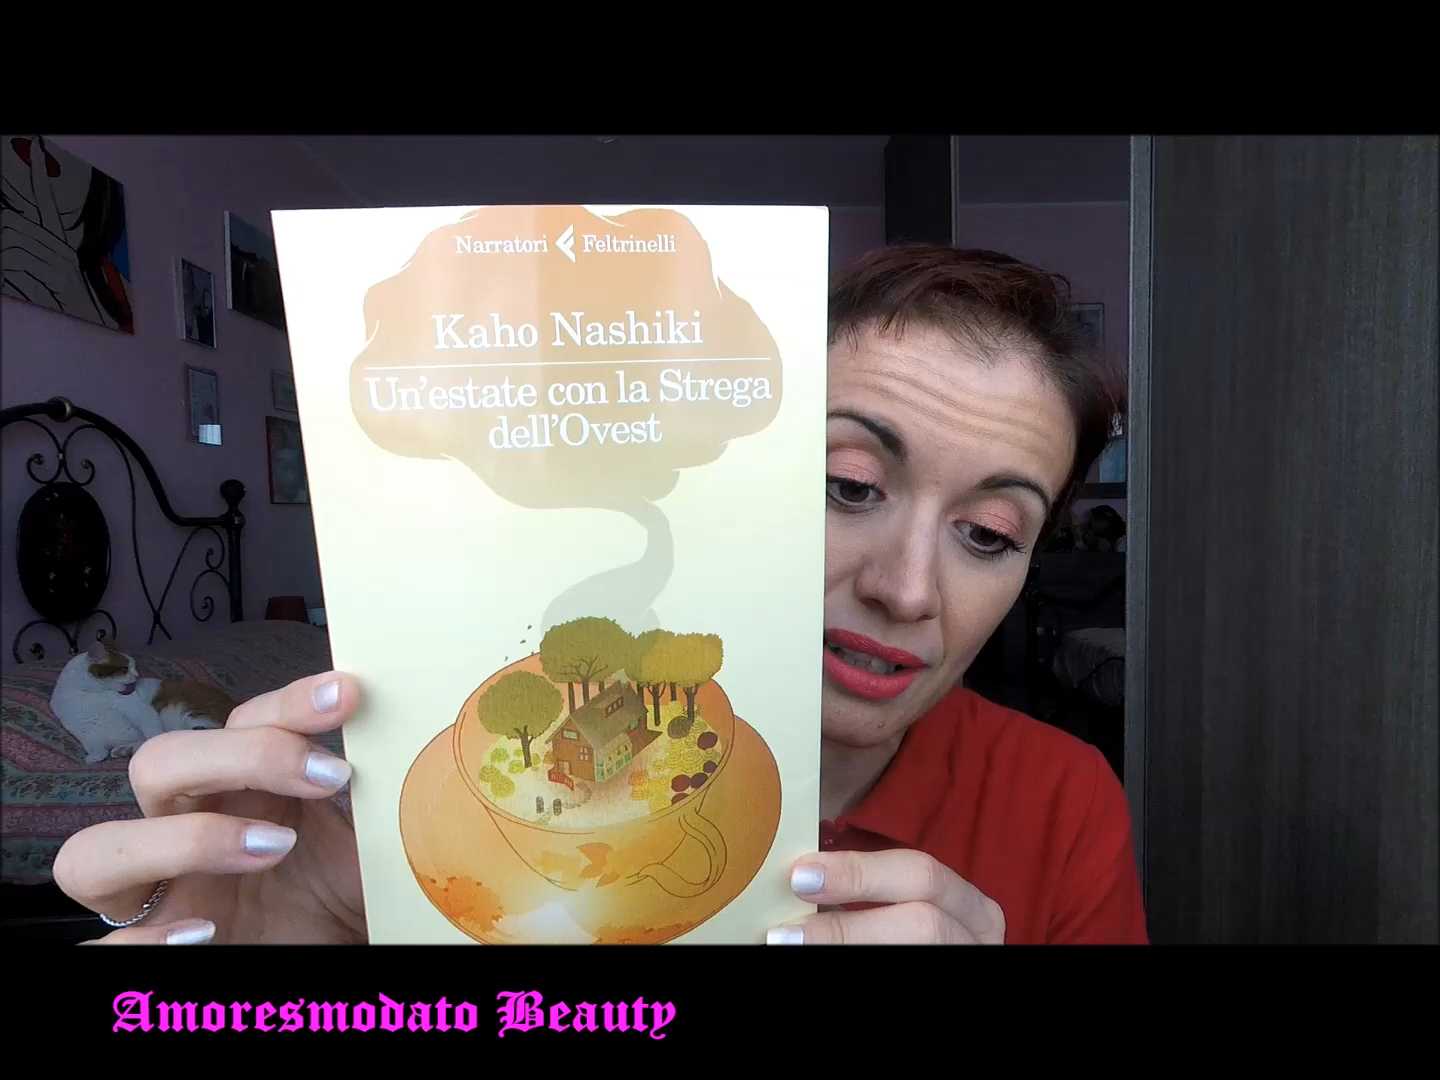 Narratori Feltrinelli
Kaho Nashiki
Un'estate con la Strega
dell'Ovest
Amoresmodato Beauty